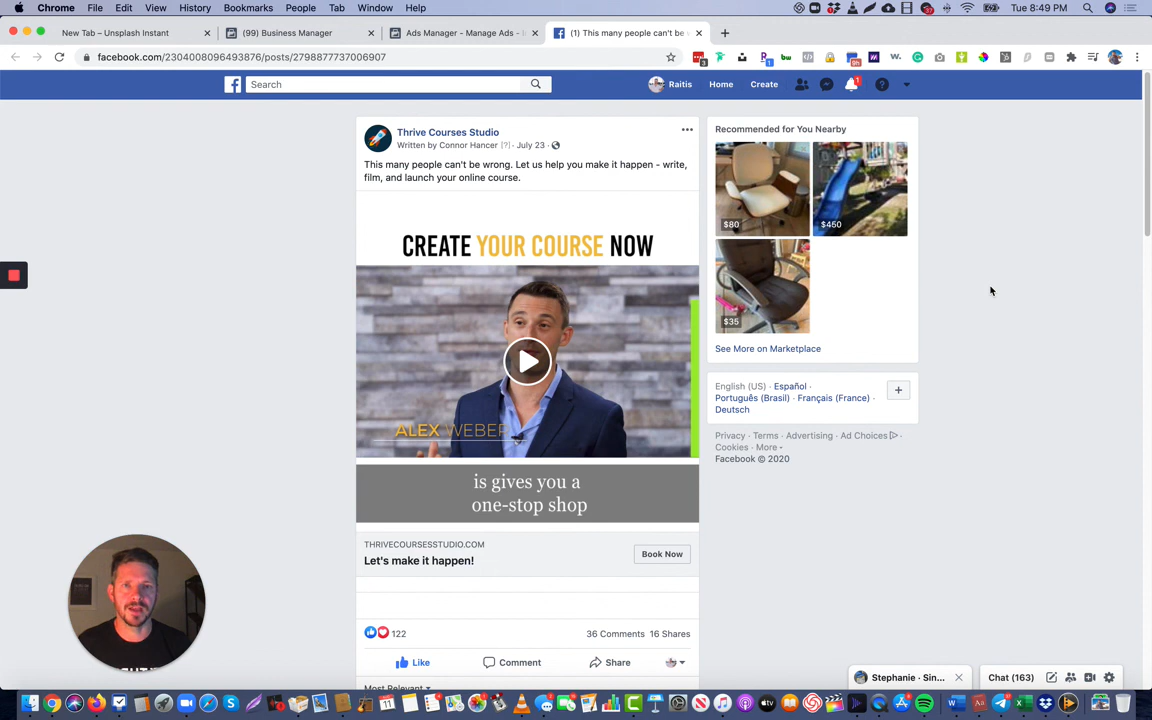 Chrome File Edit View History Bookmarks People Tab Window Help Tue 8:49 PM
New Tab – Unsplash Instant (99) Business Manager Ads Manager - Manage Ads - (1) This many people can't be
facebook.com/2304008096493876/posts/2798877737006907
Search Raitis Home Create 1
Thrive Courses Studio
Written by Connor Hancer [?] · July 23 ·
This many people can't be wrong. Let us help you make it happen - write,
film, and launch your online course.
CREATE YOUR COURSE NOW
ALEX WEBER
is gives you a
one-stop shop
THRIVECOURSESSTUDIO.COM
Let's make it happen!
Book Now
122
36 Comments 16 Shares
Like Comment Share
Most Relevant
Recommended for You Nearby
$80 $450
$35
See More on Marketplace
English (US) · Español ·
Português (Brasil) · Français (France) ·
Deutsch
Privacy · Terms · Advertising · Ad Choices ·
Cookies · More
Facebook © 2020
Stephanie · Sin... Chat (163)